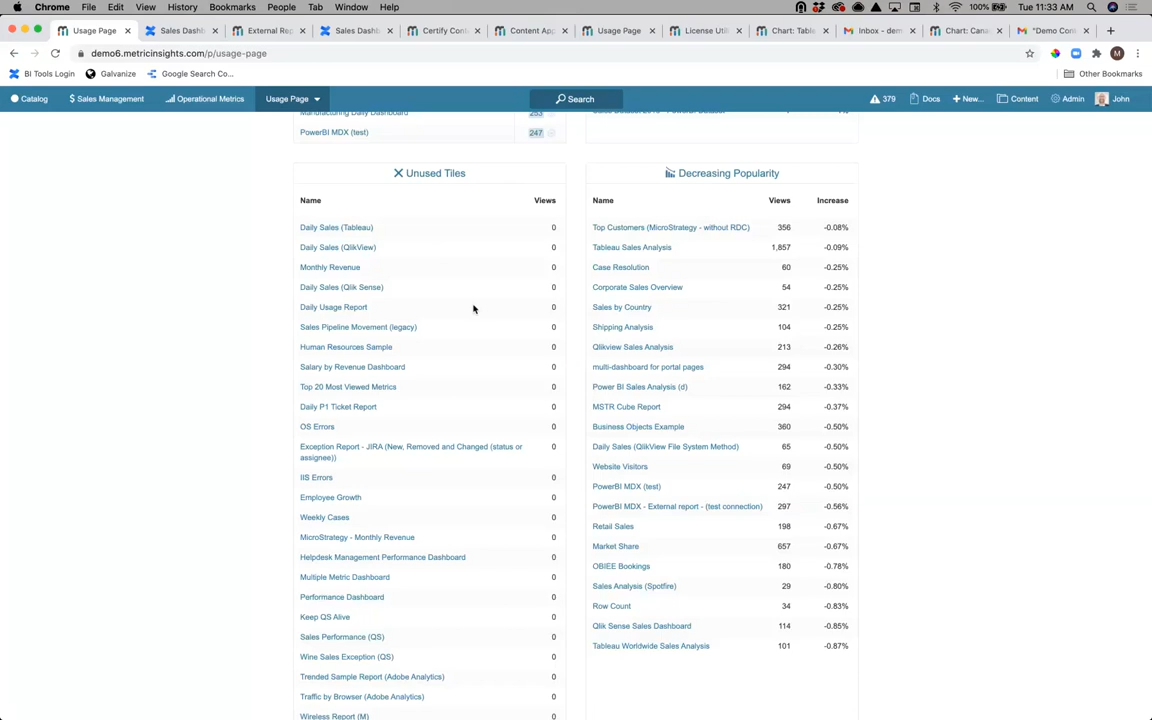 Chrome File Edit View History Bookmarks People Tab Window Help 100% Tue 11:33 AM
Usage Page Sales Dashb External Rep Sales Dashb Certify Cont Content App Usage Page License Util Chart: Table Inbox - dem Chart: Cana "Demo Con
demo6.metricinsights.com/p/usage-page
BI Tools Login Galvanize Google Search Co... Other Bookmarks
Catalog Sales Management Operational Metrics Usage Page Search 379 Docs + New... Content Admin John
Manufacturing Daily Dashboard 253
PowerBI MDX (test) 247
Unused Tiles
Name Views
Daily Sales (Tableau) 0
Daily Sales (QlikView) 0
Monthly Revenue 0
Daily Sales (Qlik Sense) 0
Daily Usage Report 0
Sales Pipeline Movement (legacy) 0
Human Resources Sample 0
Salary by Revenue Dashboard 0
Top 20 Most Viewed Metrics 0
Daily P1 Ticket Report 0
OS Errors 0
Exception Report - JIRA (New, Removed and Changed (status or 0
assignee))
IIS Errors 0
Employee Growth 0
Weekly Cases 0
MicroStrategy - Monthly Revenue 0
Helpdesk Management Performance Dashboard 0
Multiple Metric Dashboard 0
Performance Dashboard 0
Keep QS Alive 0
Sales Performance (QS) 0
Wine Sales Exception (QS) 0
Trended Sample Report (Adobe Analytics) 0
Traffic by Browser (Adobe Analytics) 0
Wireless Report (M) 0
Decreasing Popularity
Name Views Increase
Top Customers (MicroStrategy - without RDC) 356 -0.08%
Tableau Sales Analysis 1,857 -0.09%
Case Resolution 60 -0.25%
Corporate Sales Overview 54 -0.25%
Sales by Country 321 -0.25%
Shipping Analysis 104 -0.25%
Qlikview Sales Analysis 213 -0.26%
multi-dashboard for portal pages 294 -0.30%
Power BI Sales Analysis (d) 162 -0.33%
MSTR Cube Report 294 -0.37%
Business Objects Example 360 -0.50%
Daily Sales (QlikView File System Method) 65 -0.50%
Website Visitors 69 -0.50%
PowerBI MDX (test) 247 -0.50%
PowerBI MDX - External report - (test connection) 297 -0.56%
Retail Sales 198 -0.67%
Market Share 657 -0.67%
OBIEE Bookings 180 -0.78%
Sales Analysis (Spotfire) 29 -0.80%
Row Count 34 -0.83%
Qlik Sense Sales Dashboard 114 -0.85%
Tableau Worldwide Sales Analysis 101 -0.87%